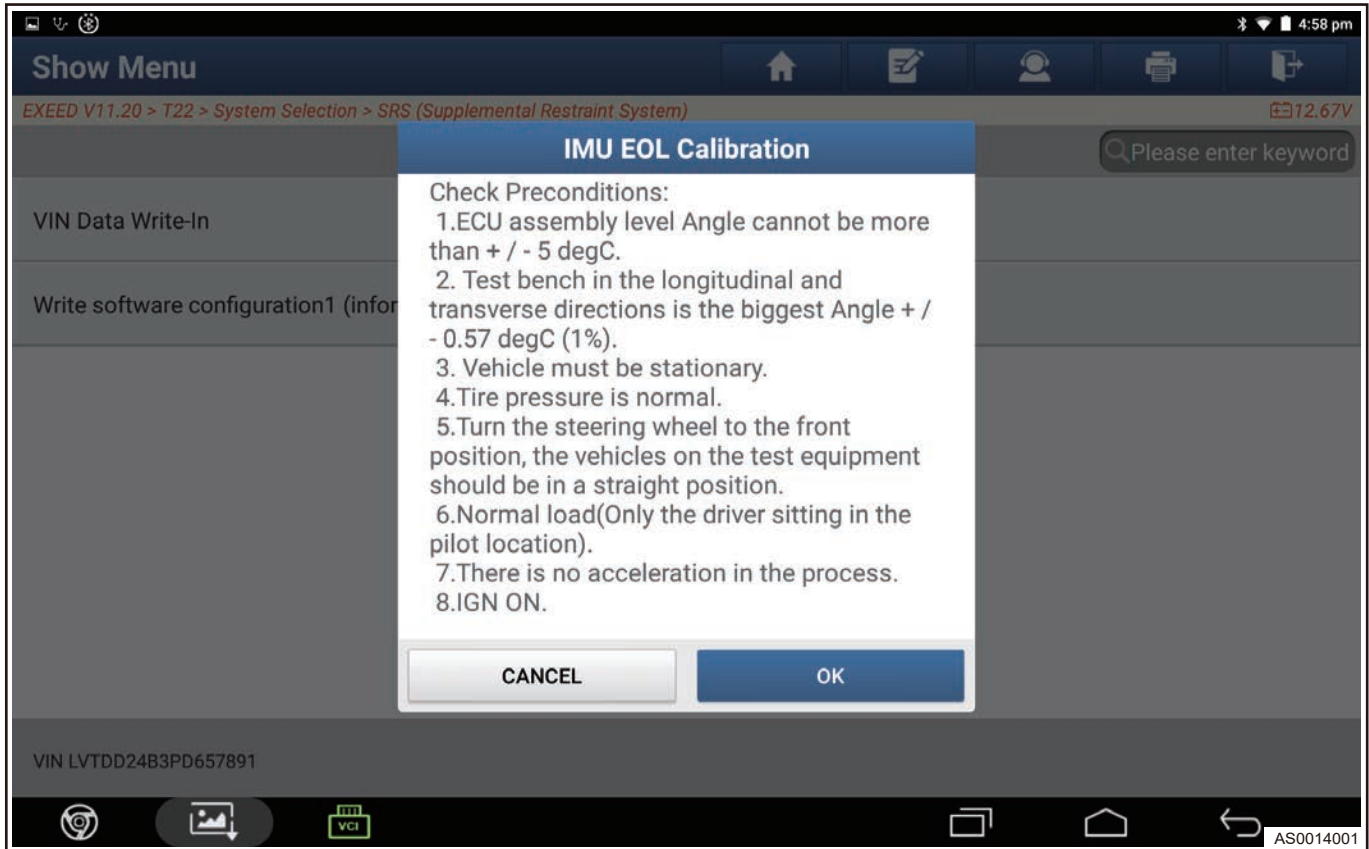 4:58 pm
Show Menu
EXEED V11.20 > T22 > System Selection > SRS (Supplemental Restraint System)
12.67V
IMU EOL Calibration
Please enter keyword
Check Preconditions:
1.ECU assembly level Angle cannot be more
than + / - 5 degC.
2. Test bench in the longitudinal and
transverse directions is the biggest Angle + /
- 0.57 degC (1%).
3. Vehicle must be stationary.
4.Tire pressure is normal.
5.Turn the steering wheel to the front
position, the vehicles on the test equipment
should be in a straight position.
6.Normal load(Only the driver sitting in the
pilot location).
7.There is no acceleration in the process.
8.IGN ON.
VIN Data Write-In
Write software configuration1 (infor
CANCEL
OK
VIN LVTDD24B3PD657891
VCI
AS0014001